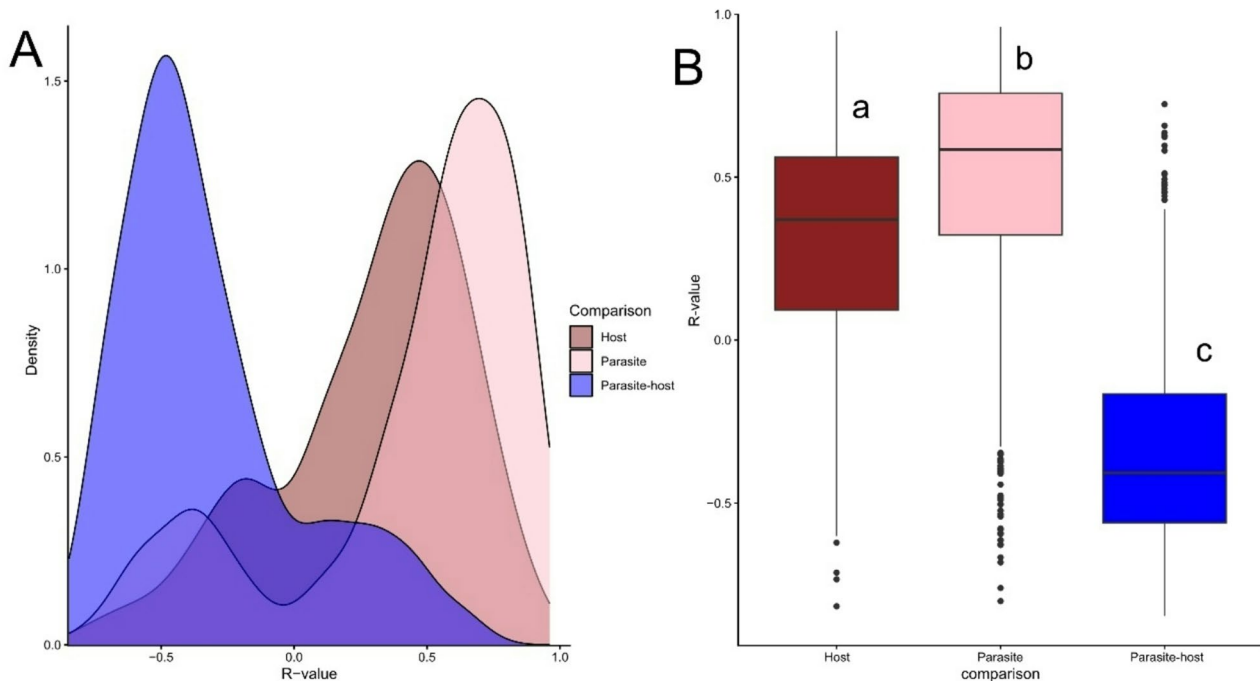 A
1.5
1.0
0.5
0.0
Density
−0.5
0.0
0.5
1.0
R−value
Comparison
Host
Parasite
Parasite-host
B
1.0
0.5
0.0
−0.5
R-value
a
b
c
Host
Parasite
Parasite-host
comparison